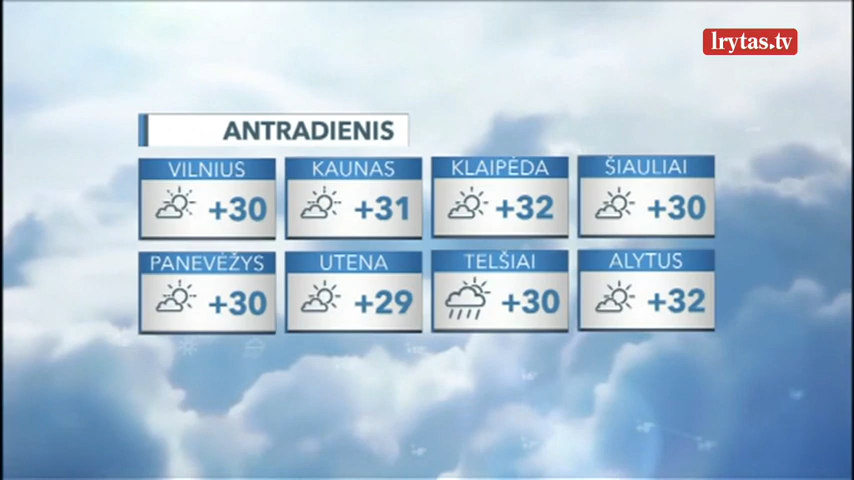 lrytas.tv
ANTRADIENIS
VILNIUS
+30
KAUNAS
+31
KLAIPĖDA
+32
ŠIAULIAI
+30
PANEVĖŽYS
+30
UTENA
+29
TELŠIAI
+30
ALYTUS
+32